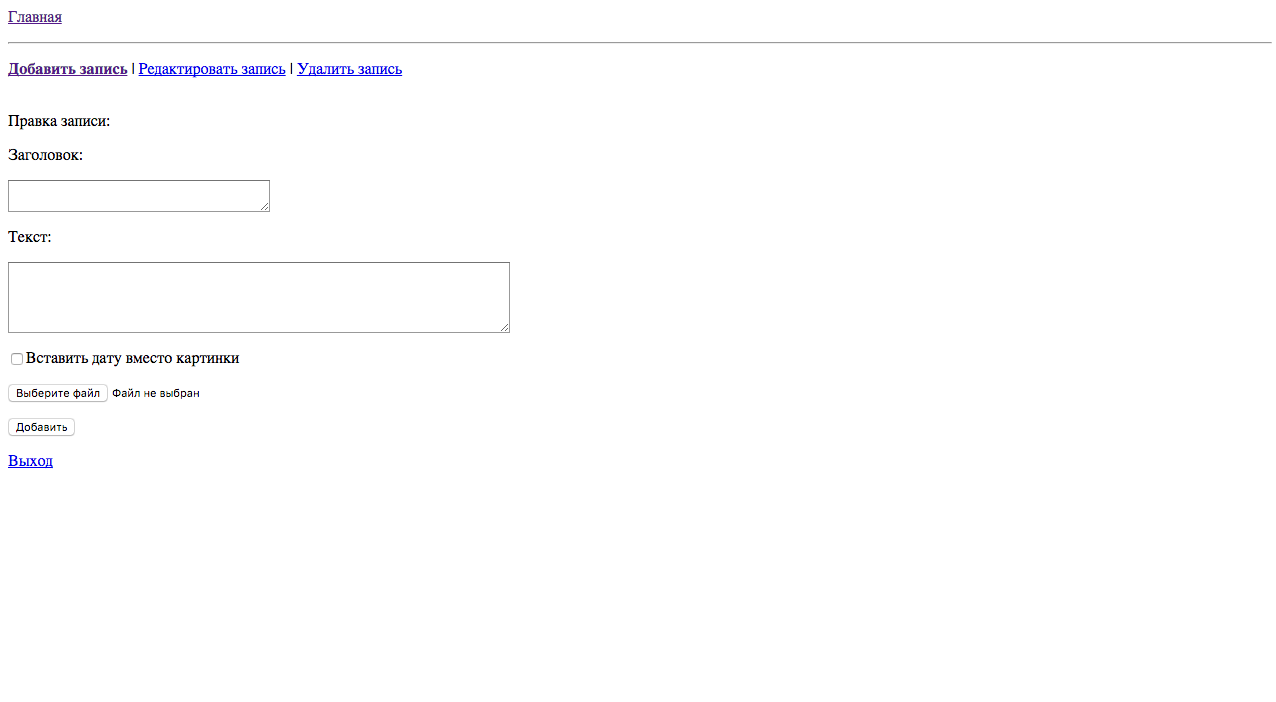 Главная
Добавить запись | Редактировать запись | Удалить запись
Правка записи:
Заголовок:
Текст:
Вставить дату вместо картинки
Выберите файл Файл не выбран
Добавить
Выход